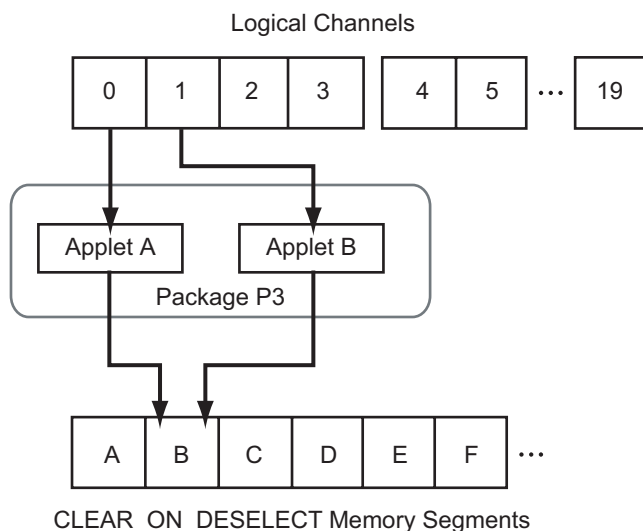 Logical Channels
0 1 2 3 4 5 ... 19
Applet A Applet B
Package P3
A B C D E F ...
CLEAR_ON_DESELECT Memory Segments